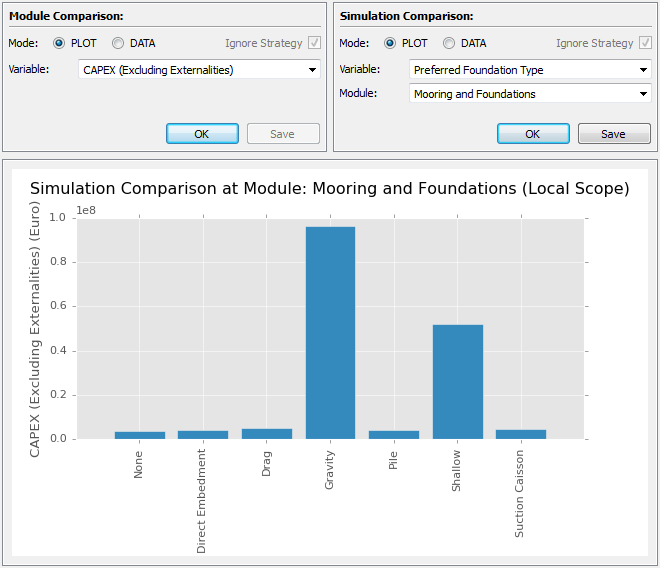 Module Comparison:
Mode: PLOT DATA Ignore Strategy
Variable: CAPEX (Excluding Externalities)
OK Save
Simulation Comparison:
Mode: PLOT DATA Ignore Strategy
Variable: Preferred Foundation Type
Module: Mooring and Foundations
OK Save
Simulation Comparison at Module: Mooring and Foundations (Local Scope)
1e8
CAPEX (Excluding Externalities) (Euro)
1.0
0.8
0.6
0.4
0.2
0.0
None
Direct Embedment
Drag
Gravity
Pile
Shallow
Suction Caisson